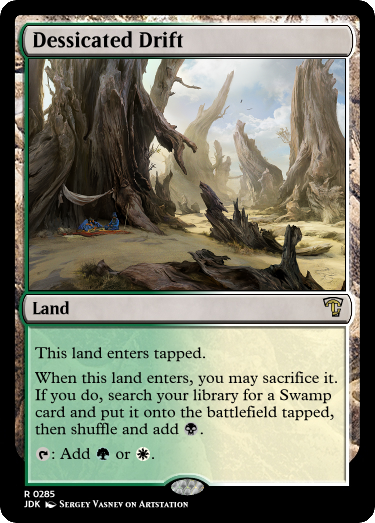 Dessicated Drift
Land
This land enters tapped.
When this land enters, you may sacrifice it.
If you do, search your library for a Swamp
card and put it onto the battlefield tapped,
then shuffle and add .
: Add  or .
R 0285
JDK Sergey Vasnev on Artstation